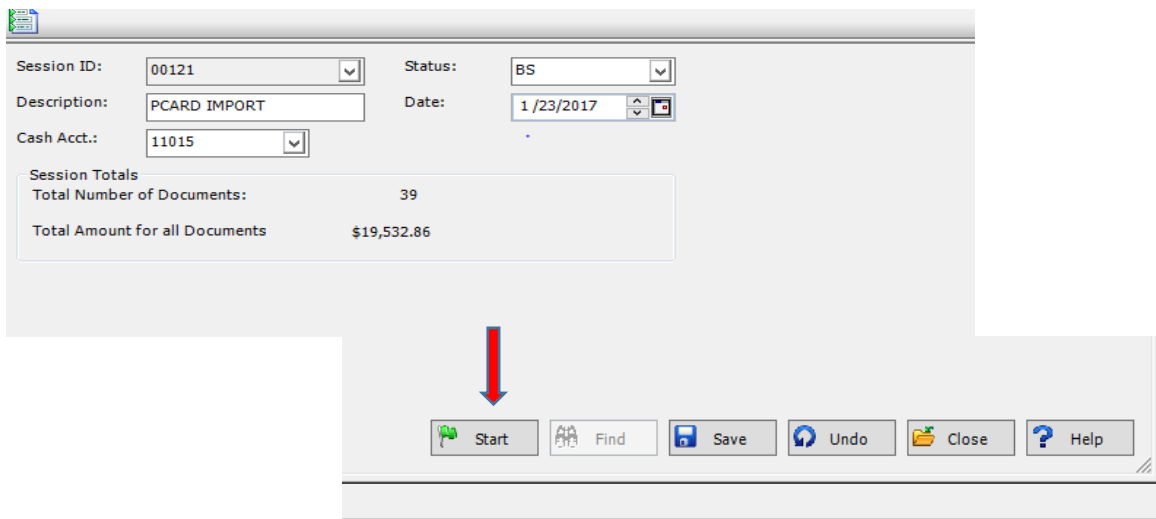 Session ID: 00121 Status: BS
Description: PCARD IMPORT Date: 1 /23/2017
Cash Acct.: 11015
Session Totals
Total Number of Documents: 39
Total Amount for all Documents $19,532.86
Start Find Save Undo Close Help